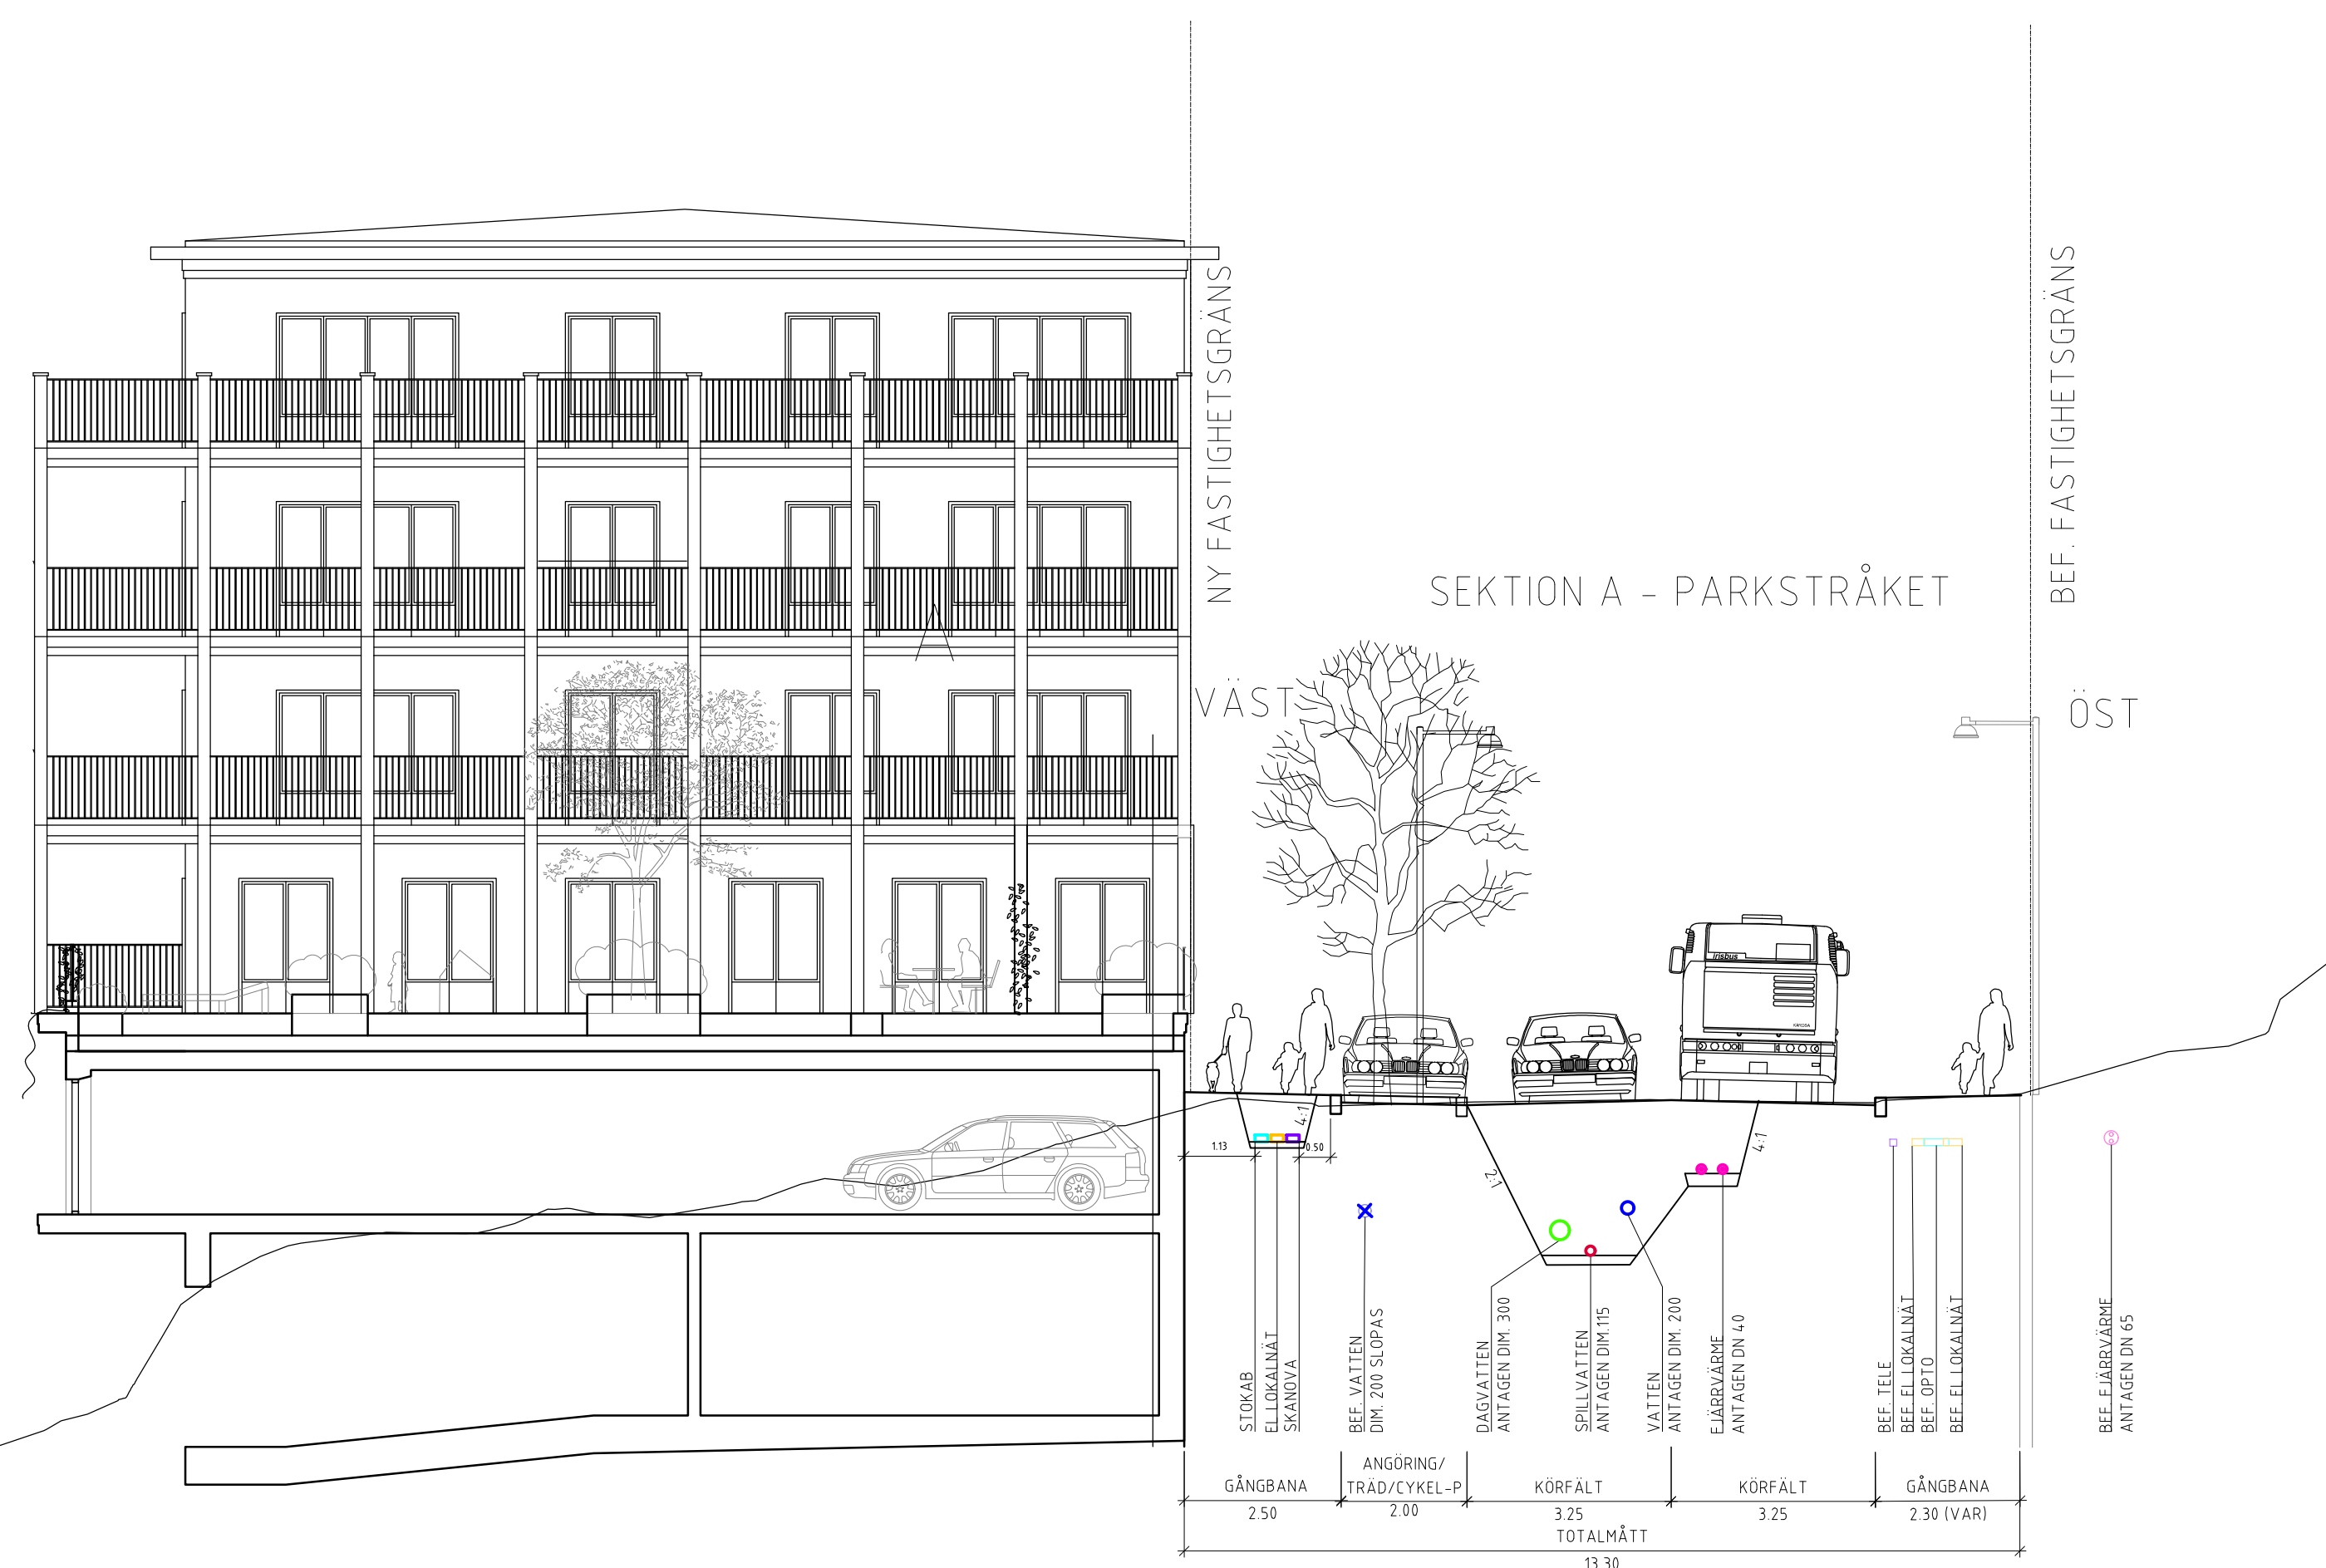 NY FASTIGHETSGRÄNS
BEF. FASTIGHETSGRÄNS
SEKTION A – PARKSTRÅKET
A
VÄST
ÖST
irisbus
4:1
1.13
0.50
2:1
4:1
STOKAB
EL LOKALNÄT
SKANOVA
BEF. VATTEN
DIM. 200 SLOPAS
DAGVATTEN
ANTAGEN DIM. 300
SPILLVATTEN
ANTAGEN DIM.115
VATTEN
ANTAGEN DIM. 200
FJÄRRVÄRME
ANTAGEN DN 40
BEF. TELE
BEF. EL LOKALNÄT
BEF. OPTO
BEF. EL LOKALNÄT
BEF. FJÄRRVÄRME
ANTAGEN DN 65
GÅNGBANA
2.50
ANGÖRING/
TRÄD/CYKEL-P
2.00
KÖRFÄLT
3.25
KÖRFÄLT
3.25
GÅNGBANA
2.30 (VAR)
TOTALMÅTT
13.30